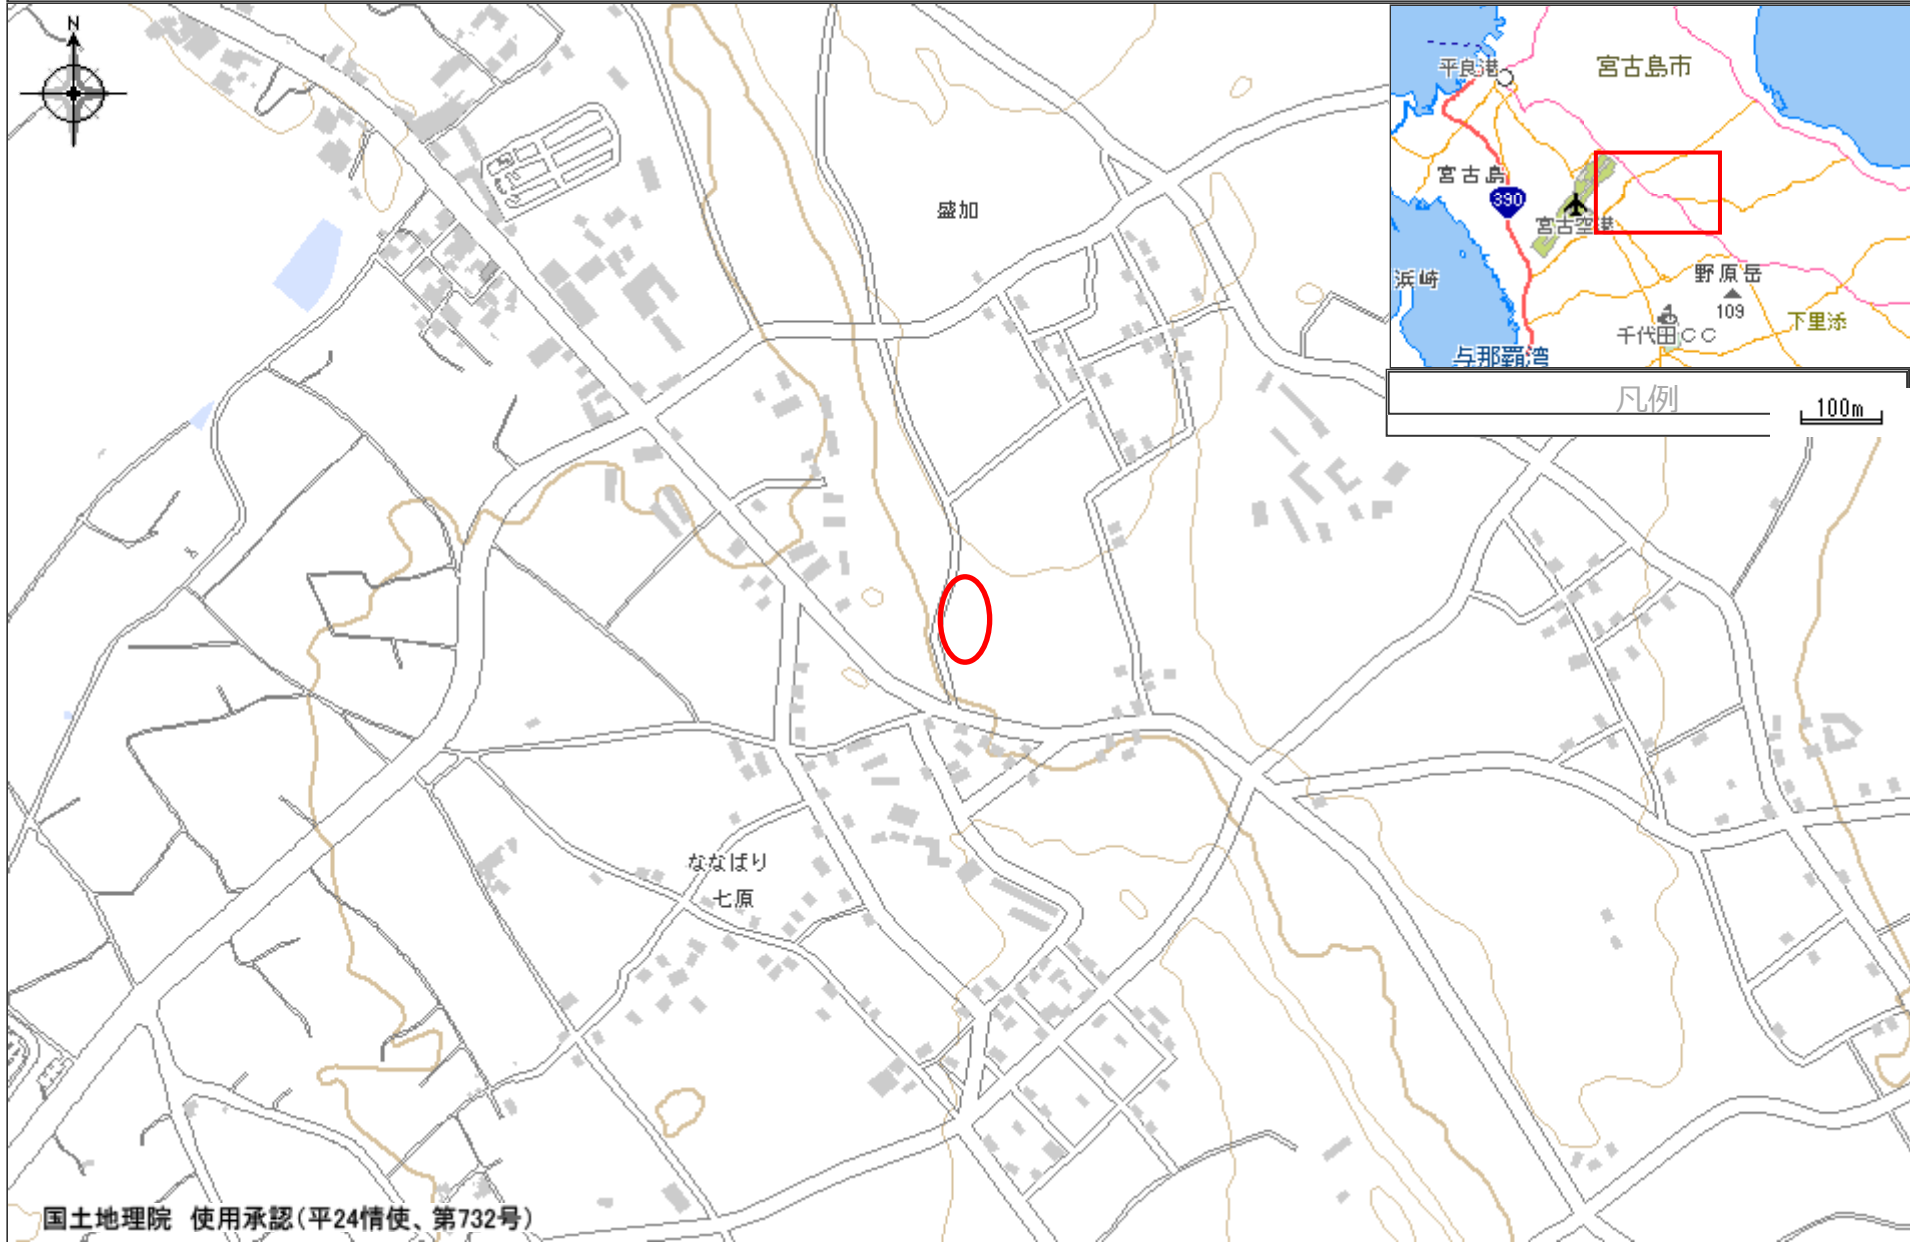 N
盛加
ななばり
七原
国土地理院 使用承認(平24情使、第732号)
平良港
宮古島市
宮古島
390
宮古空港
浜崎
野原岳
109
千代田CC
下里添
与那覇湾
凡例
100m